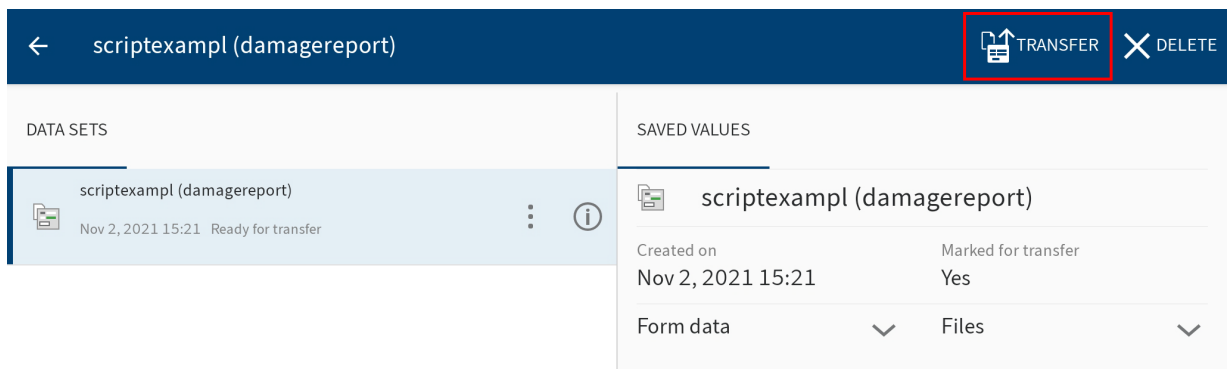 scriptexampl (damagereport)
TRANSFER
DELETE
DATA SETS
scriptexampl (damagereport)
Nov 2, 2021 15:21 Ready for transfer
SAVED VALUES
scriptexampl (damagereport)
Created on
Marked for transfer
Nov 2, 2021 15:21
Yes
Form data
Files